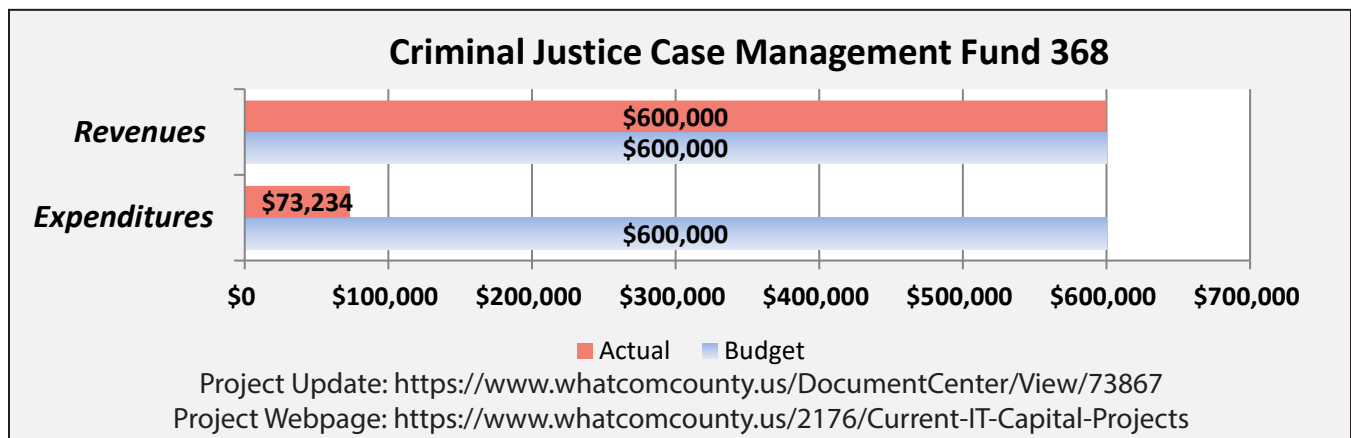 Criminal Justice Case Management Fund 368
Revenues
$600,000
$600,000
Expenditures
$73,234
$600,000
$0 $100,000 $200,000 $300,000 $400,000 $500,000 $600,000 $700,000
Actual Budget
Project Update: https://www.whatcomcounty.us/DocumentCenter/View/73867
Project Webpage: https://www.whatcomcounty.us/2176/Current-IT-Capital-Projects